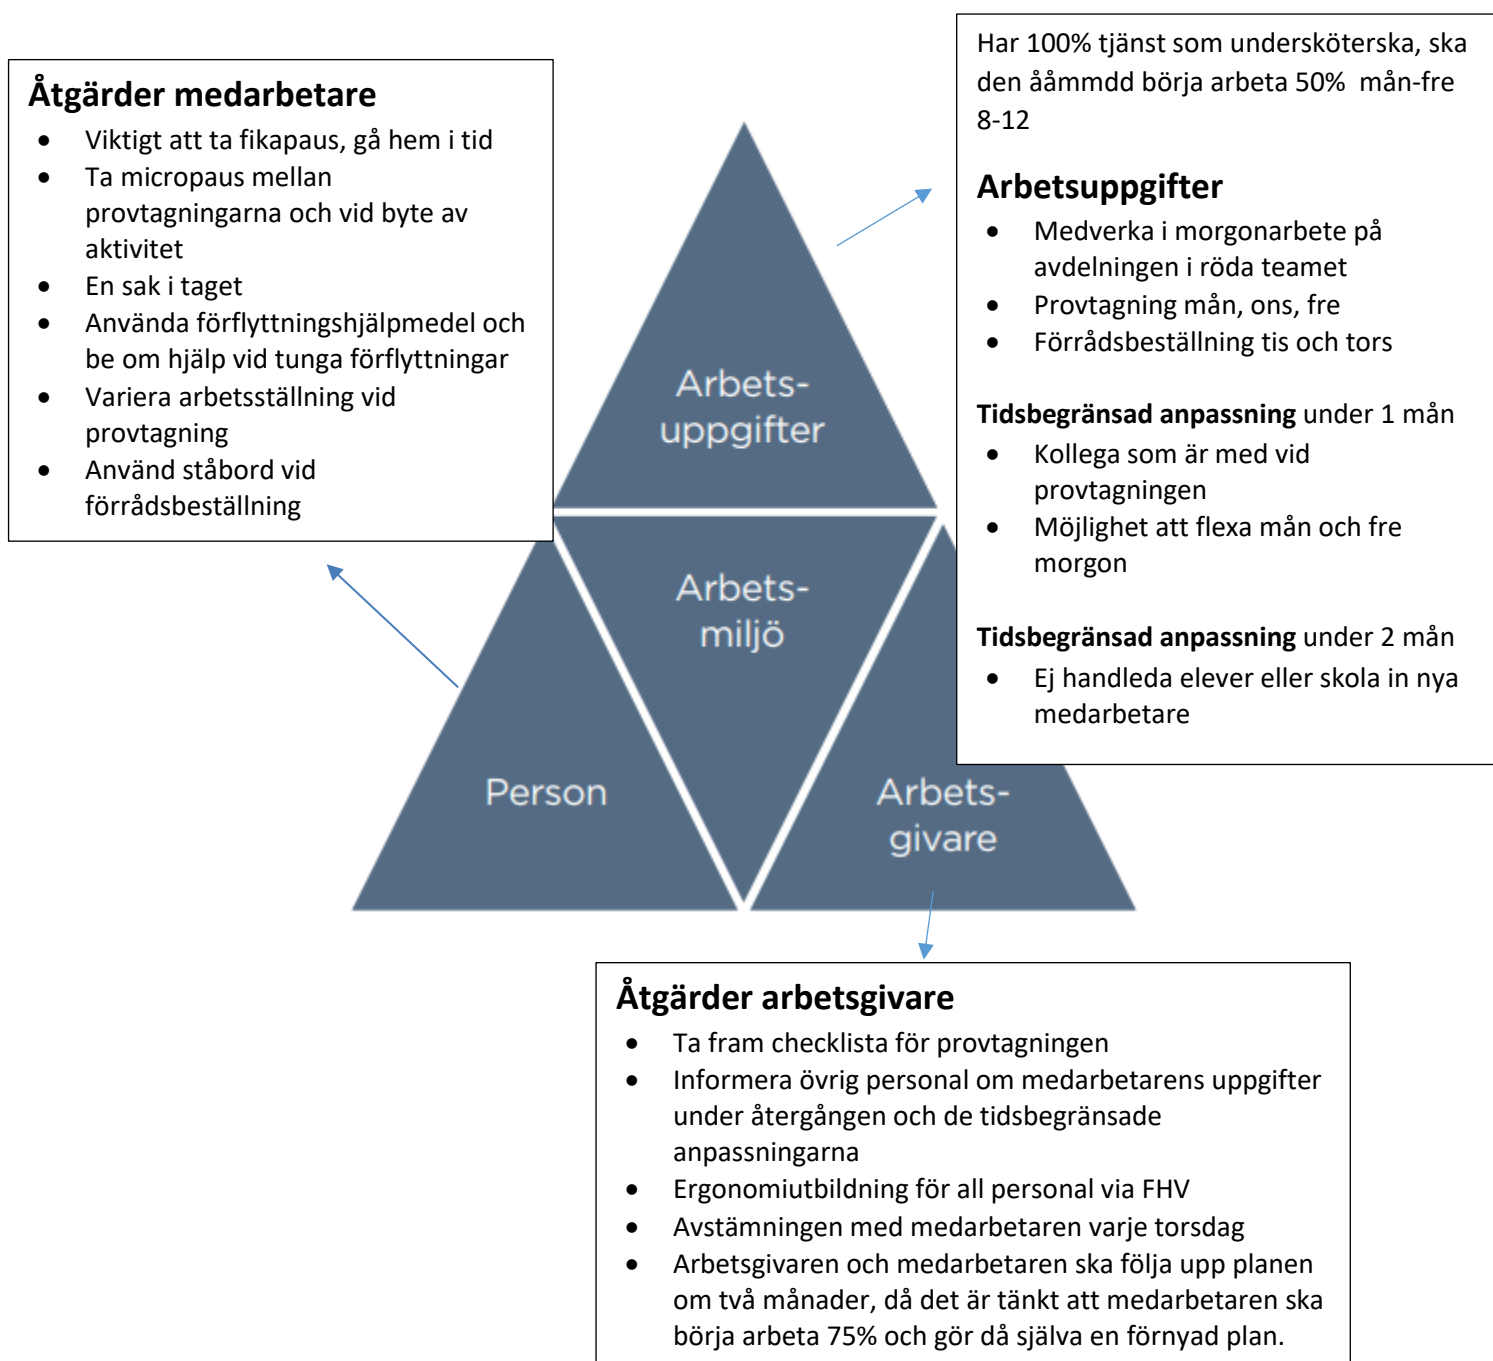 Åtgärder medarbetare
• Viktigt att ta fikapaus, gå hem i tid
• Ta micropaus mellan
provtagningarna och vid byte av
aktivitet
• En sak i taget
• Använda förflyttningshjälpmedel och
be om hjälp vid tunga förflyttningar
• Variera arbetsställning vid
provtagning
• Använd ståbord vid
förrådsbeställning
Har 100% tjänst som undersköterska, ska
den ååmmdd börja arbeta 50% mån-fre
8-12
Arbetsuppgifter
• Medverka i morgonarbete på
avdelningen i röda teamet
• Provtagning mån, ons, fre
• Förrådsbeställning tis och tors
Tidsbegränsad anpassning under 1 mån
• Kollega som är med vid
provtagningen
• Möjlighet att flexa mån och fre
morgon
Tidsbegränsad anpassning under 2 mån
• Ej handleda elever eller skola in nya
medarbetare
Arbets-
uppgifter
Arbets-
miljö
Person
Arbets-
givare
Åtgärder arbetsgivare
• Ta fram checklista för provtagningen
• Informera övrig personal om medarbetarens uppgifter
under återgången och de tidsbegränsade
anpassningarna
• Ergonomiutbildning för all personal via FHV
• Avstämningen med medarbetaren varje torsdag
• Arbetsgivaren och medarbetaren ska följa upp planen
om två månader, då det är tänkt att medarbetaren ska
börja arbeta 75% och gör då själva en förnyad plan.